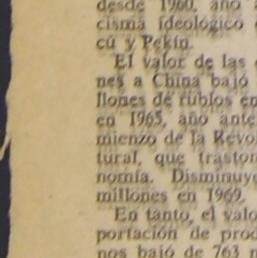 desde 1960, año
cisma ideológico
cú y Pekín.
El valor de las
nes a China bajó
llones de rublos en
en 1965, año ante
mienzo de la Revo
tural, que traston
nomía. Disminuy
millones en 1969.
En tanto, el valo
portación de prod
nos bajó de 763